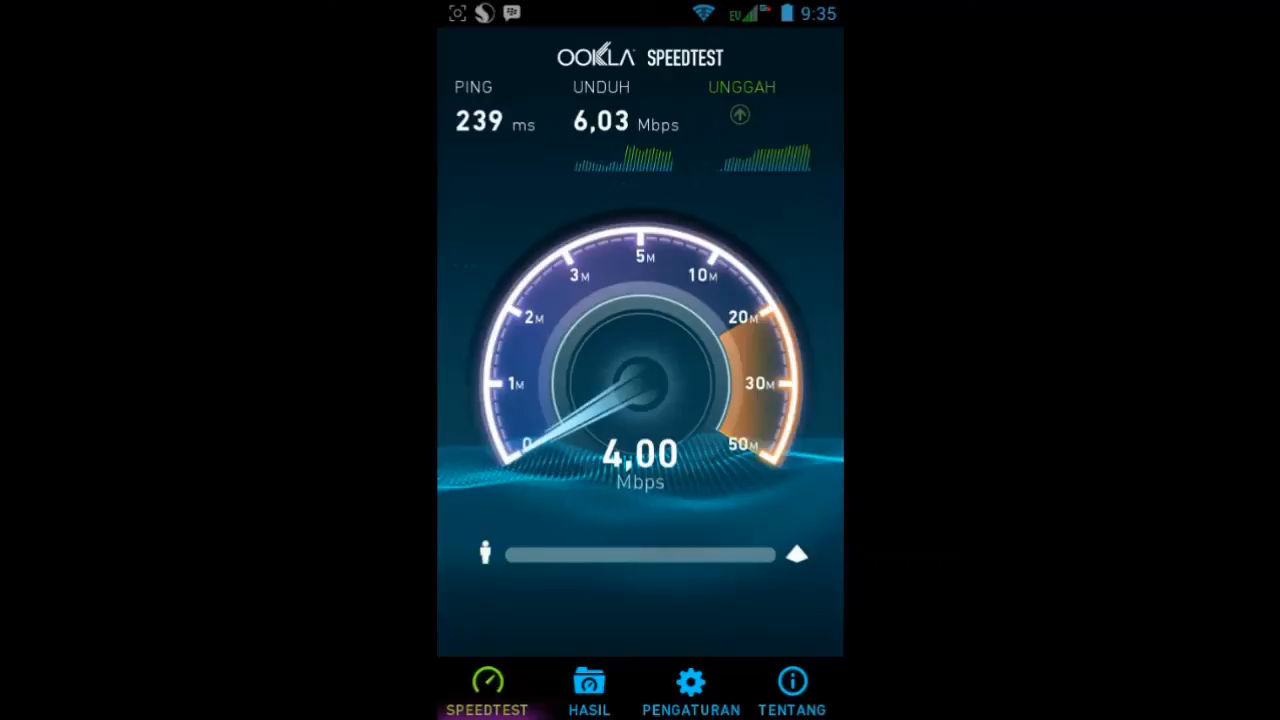 EU 9:35
OOKLA SPEEDTEST
PING UNDUH UNGGAH
239 ms 6,03 Mbps
5M
3M 10M
2M 20M
1M 30M
0 50M
4,00
Mbps
SPEEDTEST HASIL PENGATURAN TENTANG